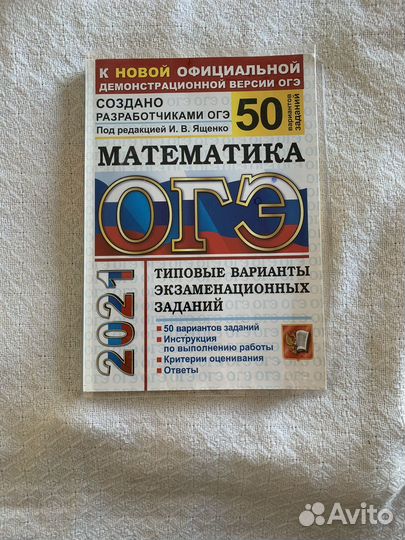 К НОВОЙ ОФИЦИАЛЬНОЙ
ДЕМОНСТРАЦИОННОЙ ВЕРСИИ ОГЭ
СОЗДАНО
РАЗРАБОТЧИКАМИ ОГЭ
Под редакцией И. В. Ященко
50
вариантов
заданий
МАТЕМАТИКА
ОГЭ
2021
ТИПОВЫЕ ВАРИАНТЫ
ЭКЗАМЕНАЦИОННЫХ
ЗАДАНИЙ
50 вариантов заданий
Инструкция
по выполнению работы
Критерии оценивания
Ответы
Avito